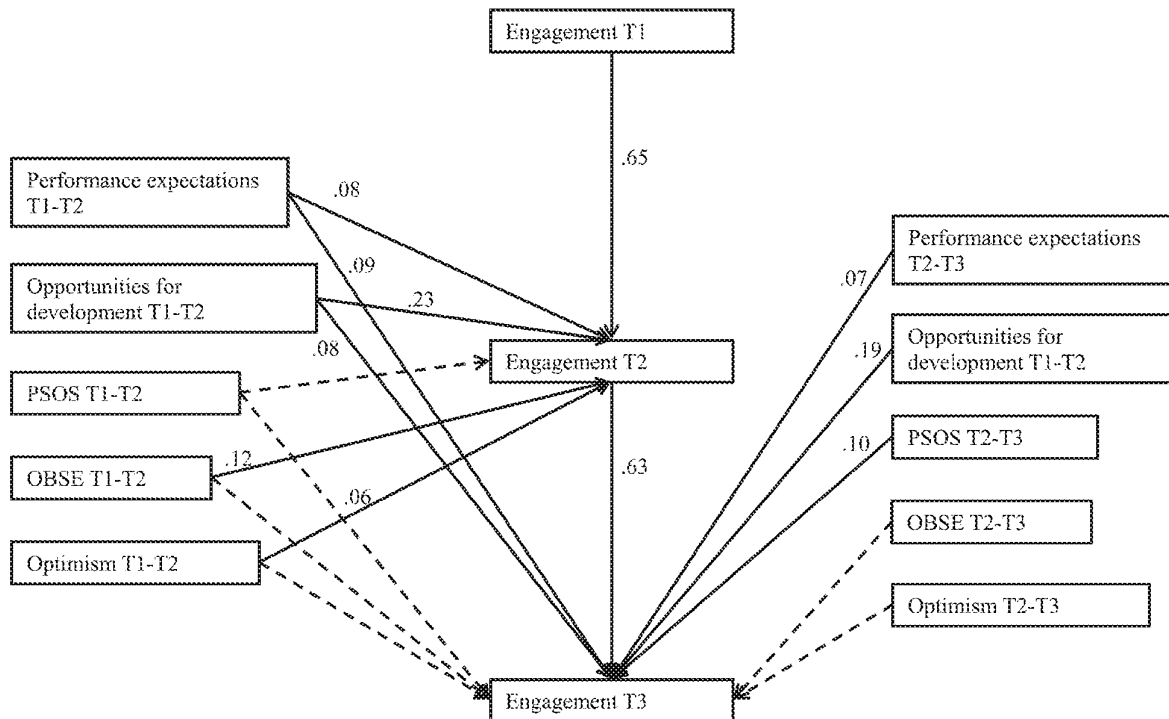 Engagement T1
.65
Performance expectations
T1-T2
.08
.09
Opportunities for
development T1-T2
.23
.08
Engagement T2
PSOS T1-T2
OBSE T1-T2
.12
.06
Optimism T1-T2
.63
Performance expectations
T2-T3
.07
Opportunities for
development T1-T2
.19
PSOS T2-T3
.10
OBSE T2-T3
Optimism T2-T3
Engagement T3